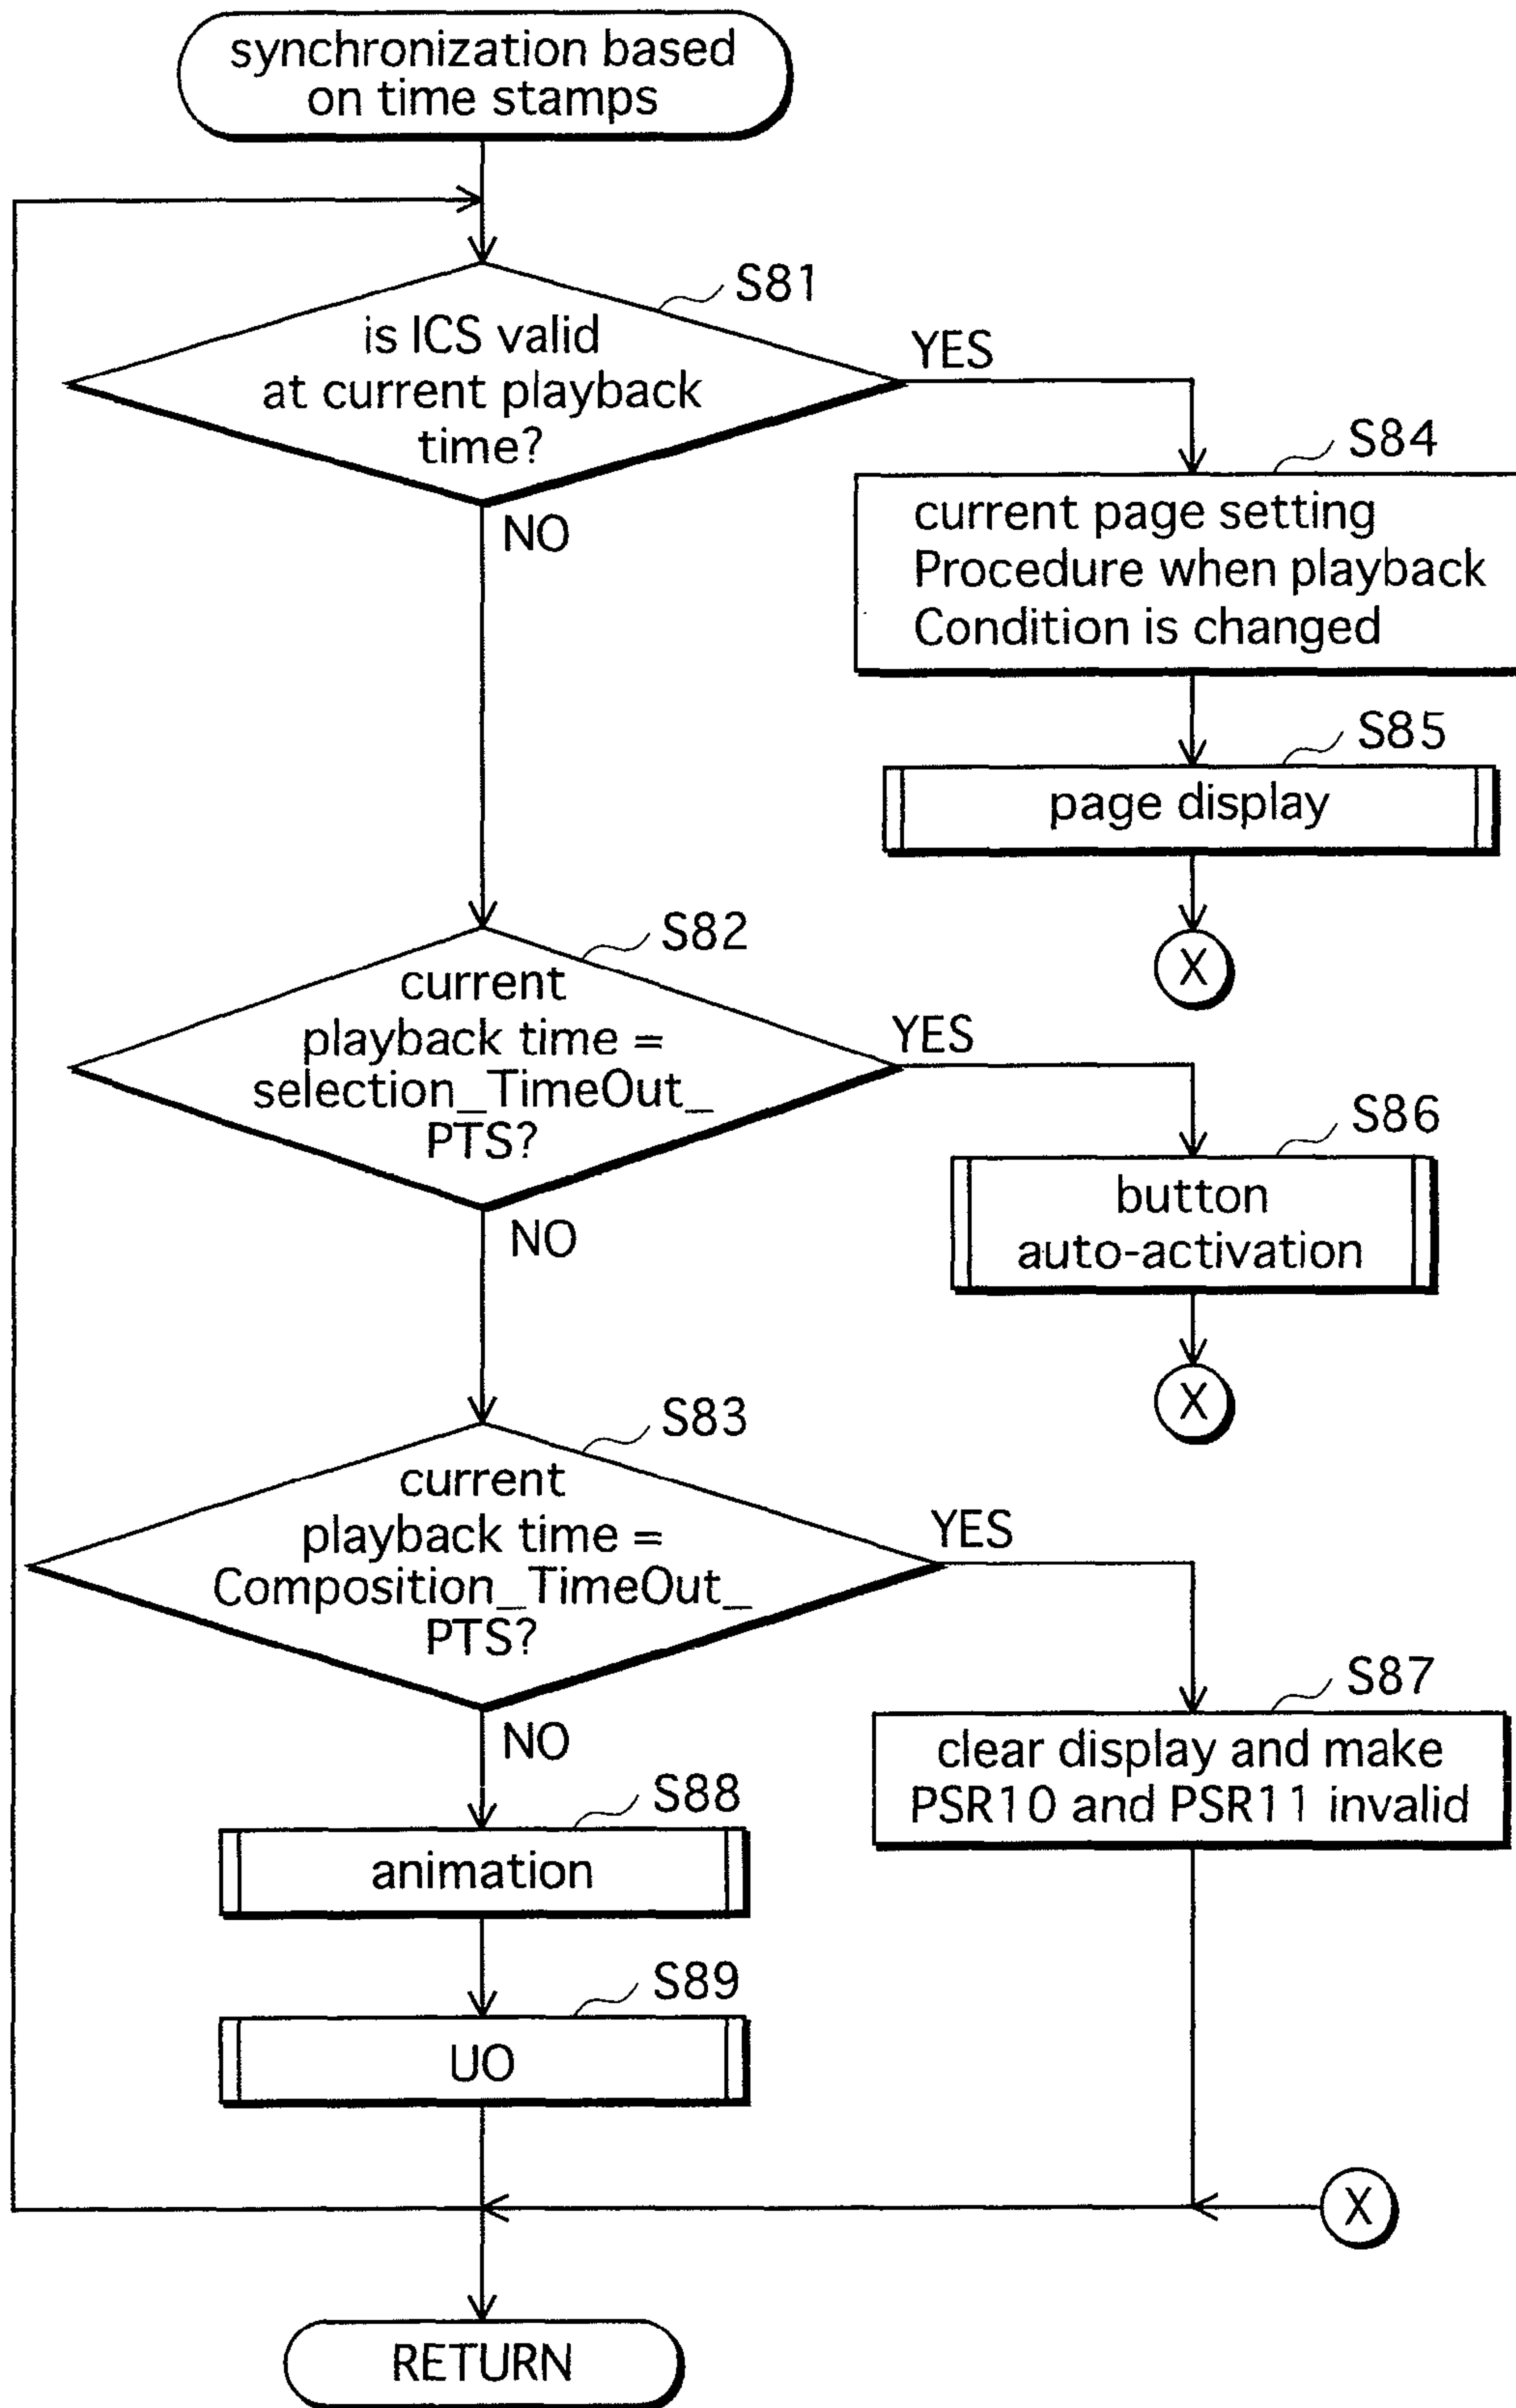 synchronization based
on time stamps
S81
is ICS valid
at current playback
time?
YES
NO
S84
current page setting
Procedure when playback
Condition is changed
S85
page display
X
S82
current
playback time =
selection_TimeOut_
PTS?
YES
NO
S86
button
auto-activation
X
S83
current
playback time =
Composition_TimeOut_
PTS?
YES
NO
S87
clear display and make
PSR10 and PSR11 invalid
S88
animation
S89
UO
X
RETURN